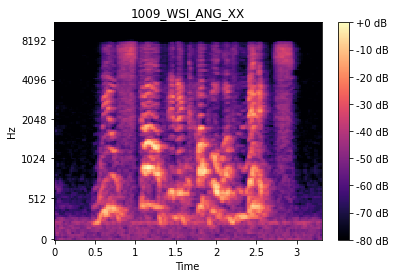 1009_WSI_ANG_XX
8192
4096
2048
1024
512
0
Hz
0
0.5
1
1.5
2
2.5
3
Time
+0 dB
-10 dB
-20 dB
-30 dB
-40 dB
-50 dB
-60 dB
-70 dB
-80 dB